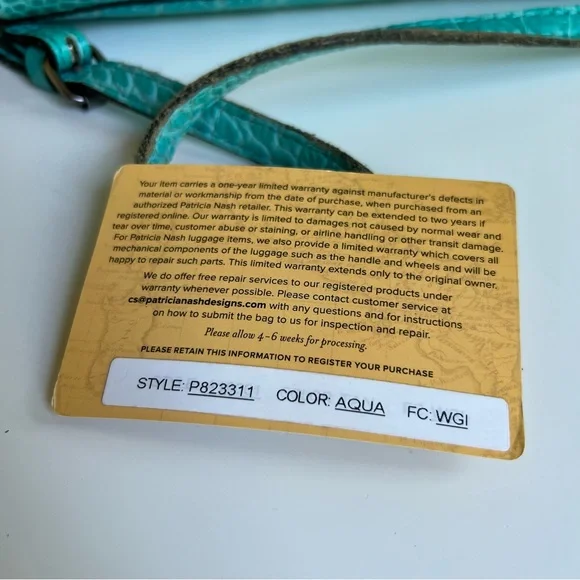 Your item carries a one-year limited warranty against manufacturer's defects in
material or workmanship from the date of purchase, when purchased from an
authorized Patricia Nash retailer. This warranty can be extended to two years if
registered online. Our warranty is limited to damages not caused by normal wear and
tear over time, customer abuse or staining, or airline handling or other transit damage.
For Patricia Nash luggage items, we also provide a limited warranty which covers all
mechanical components of the luggage such as the handle and wheels and will be
happy to repair such parts. This limited warranty extends only to the original owner.
We do offer free repair services to our registered products under
warranty whenever possible. Please contact customer service at
cs@patricianashdesigns.com with any questions and for instructions
on how to submit the bag to us for inspection and repair.
Please allow 4–6 weeks for processing.
PLEASE RETAIN THIS INFORMATION TO REGISTER YOUR PURCHASE
STYLE: P823311 COLOR: AQUA FC: WGI